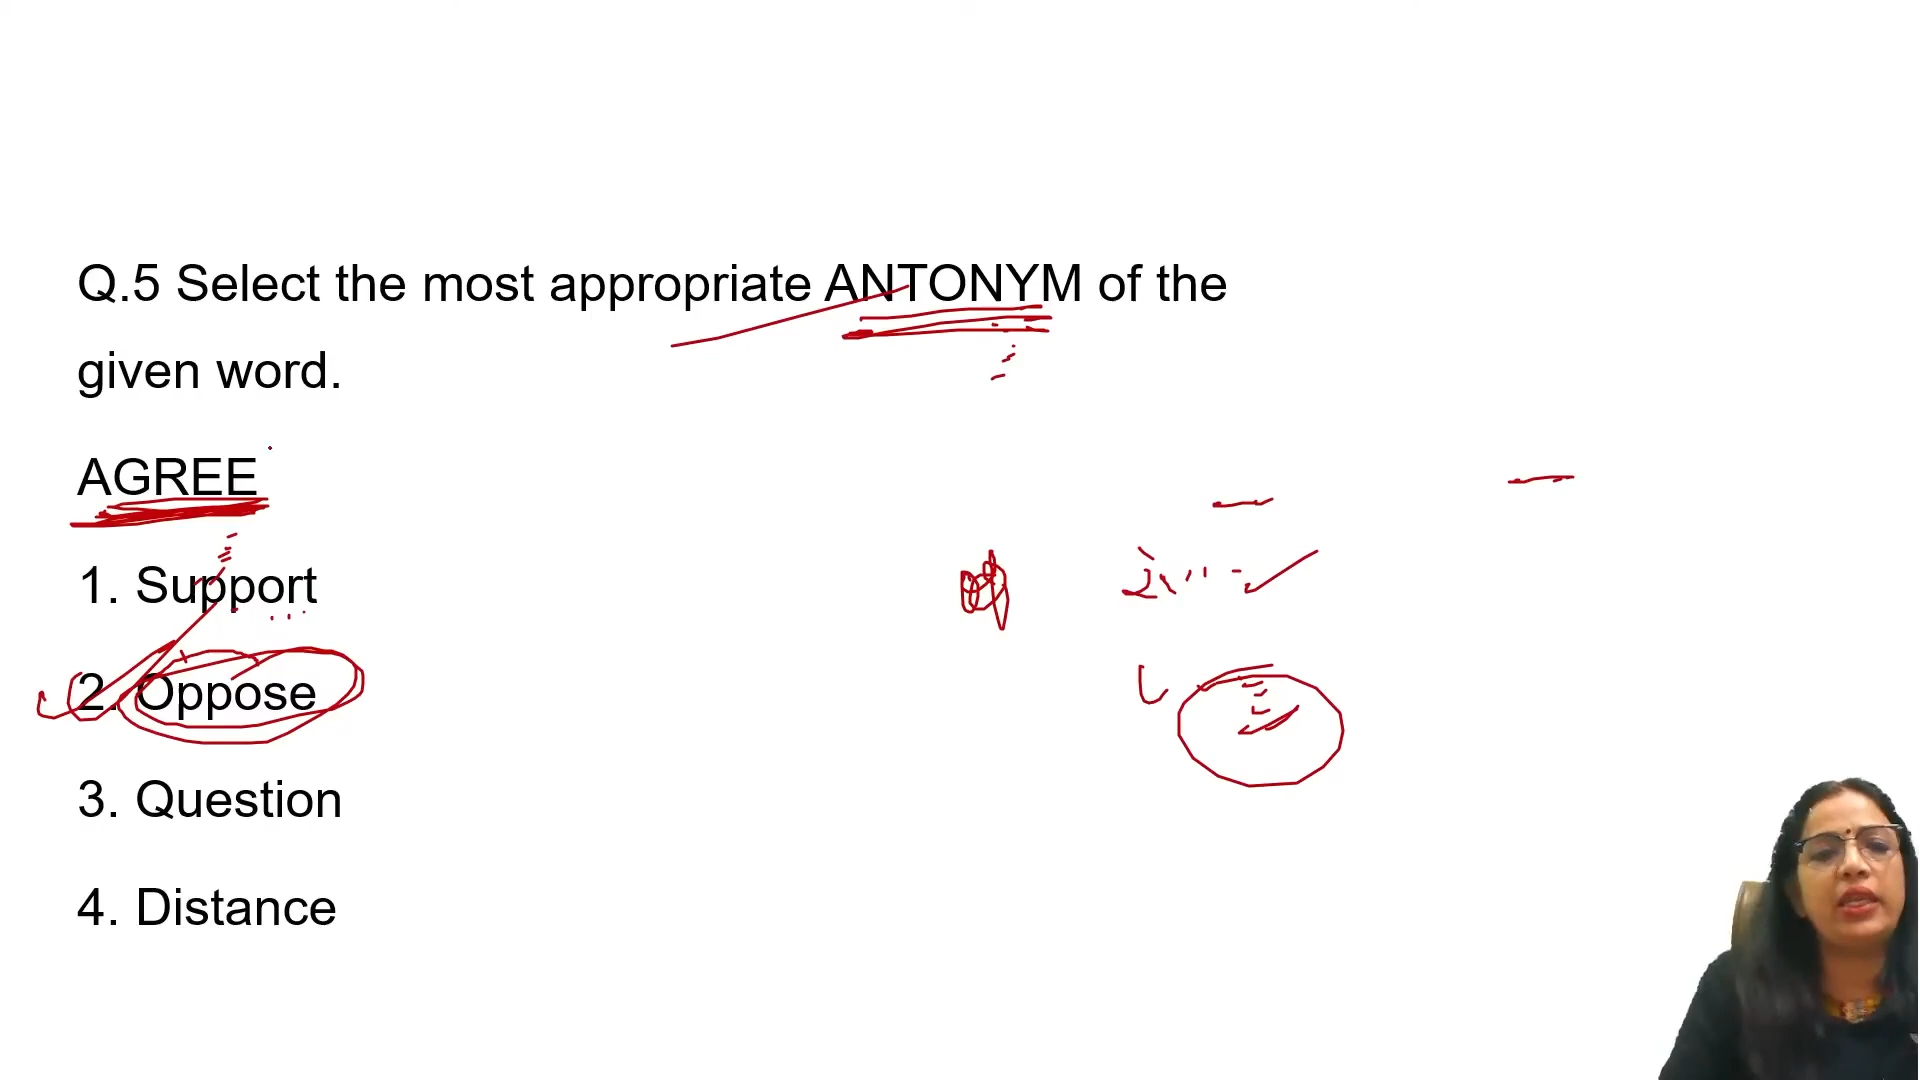 Q.5 Select the most appropriate ANTONYM of the
given word.
AGREE
1. Support
2. Oppose
3. Question
4. Distance